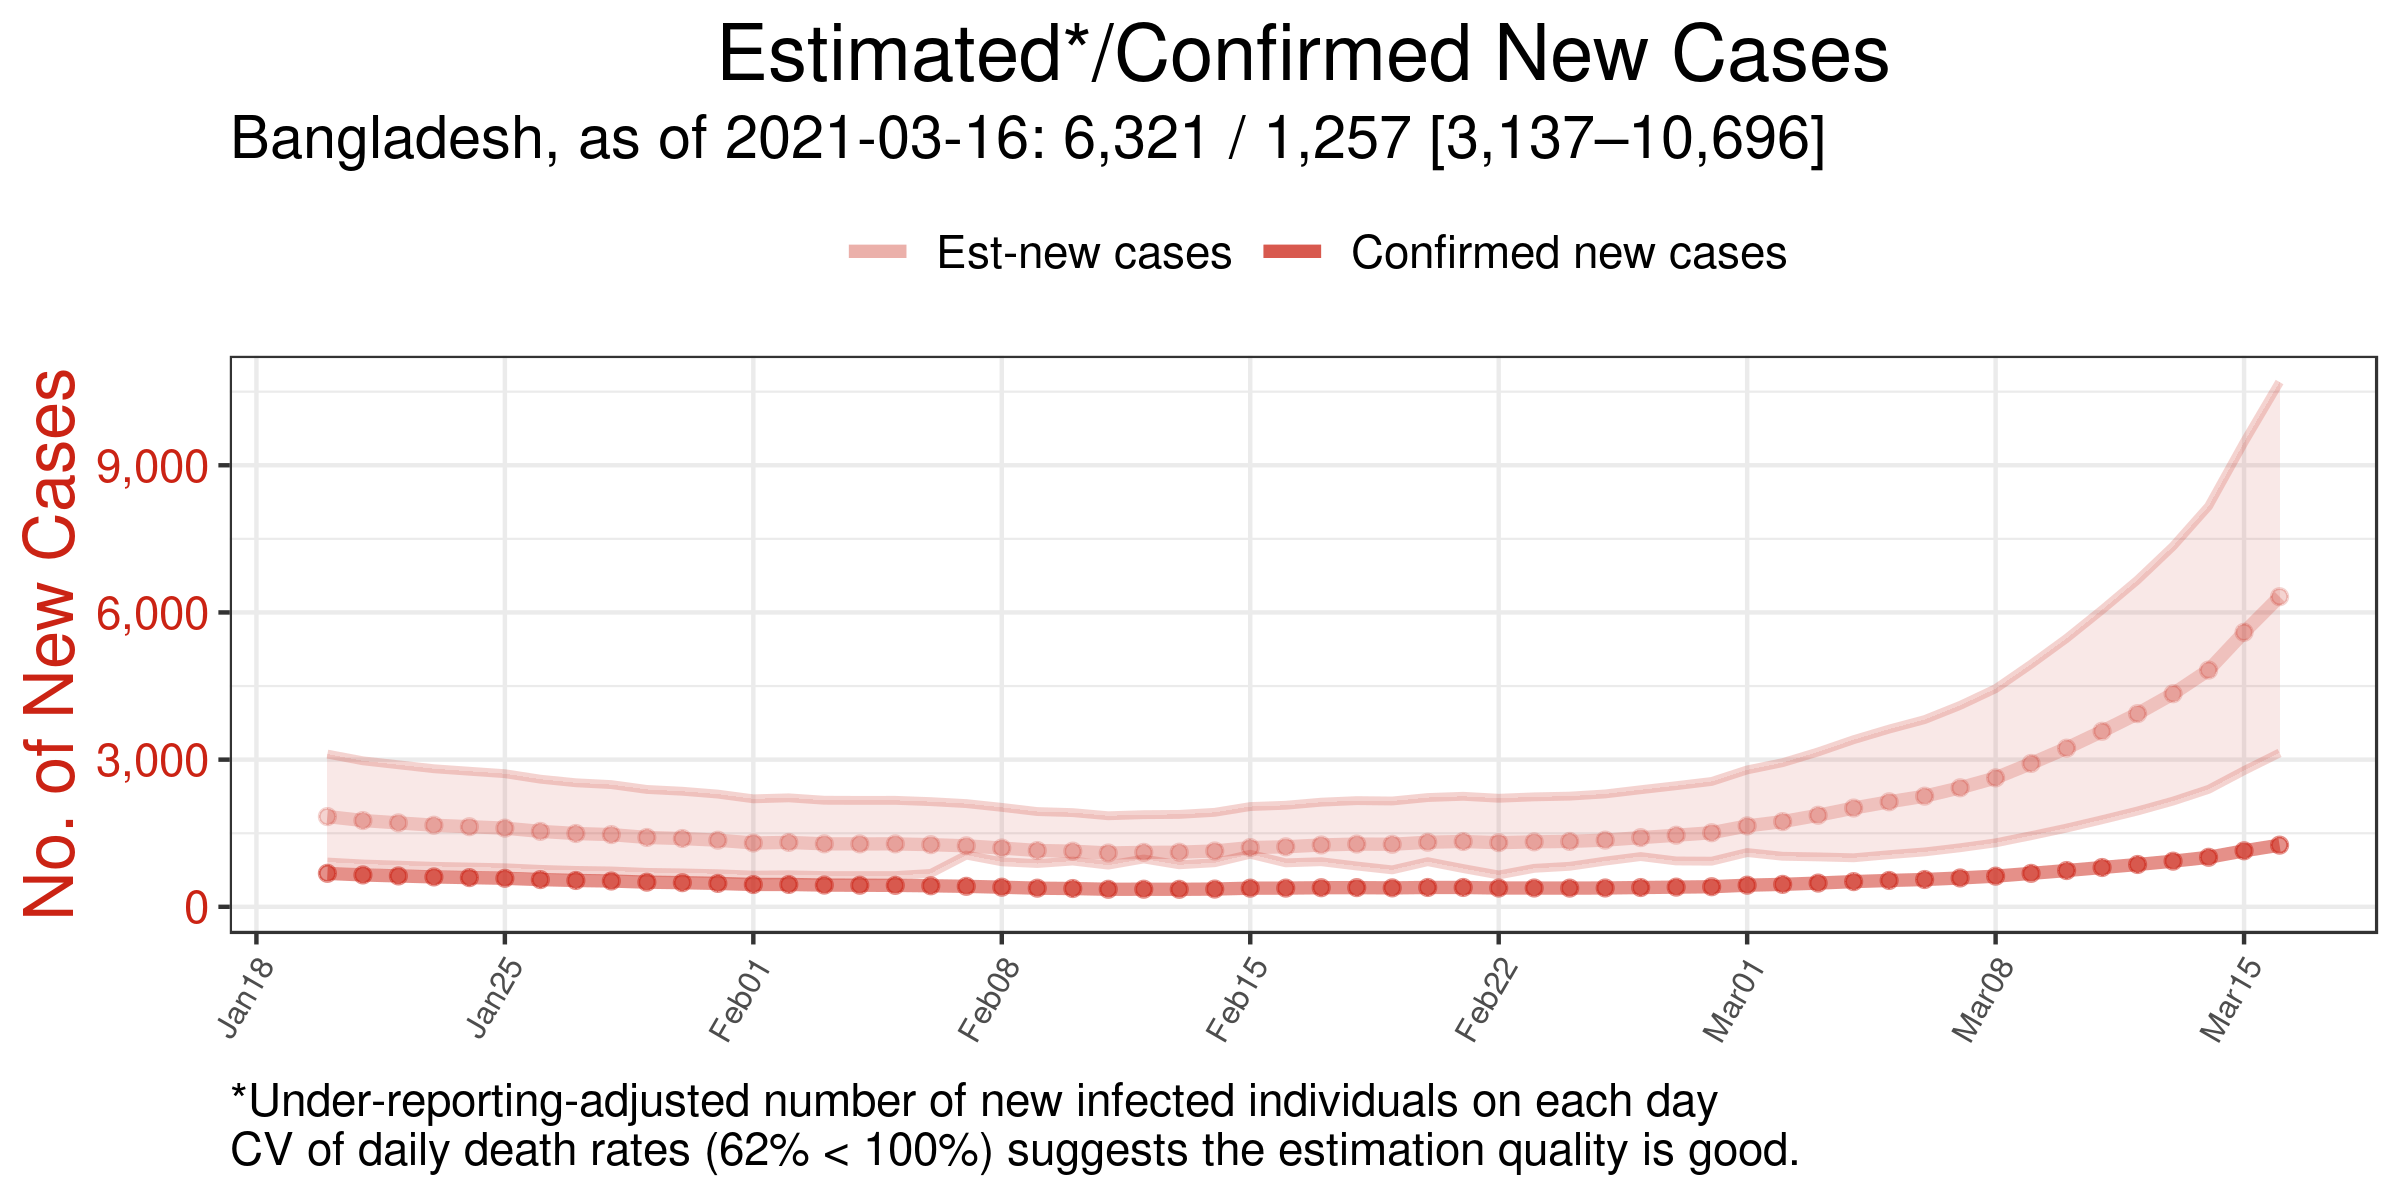 Estimated*/Confirmed New Cases
Bangladesh, as of 2021-03-16: 6,321 / 1,257 [3,137–10,696]
Est-new cases
Confirmed new cases
No. of New Cases
9,000
6,000
3,000
0
Jan18
Jan25
Feb01
Feb08
Feb15
Feb22
Mar01
Mar08
Mar15
*Under-reporting-adjusted number of new infected individuals on each day
CV of daily death rates (62% < 100%) suggests the estimation quality is good.